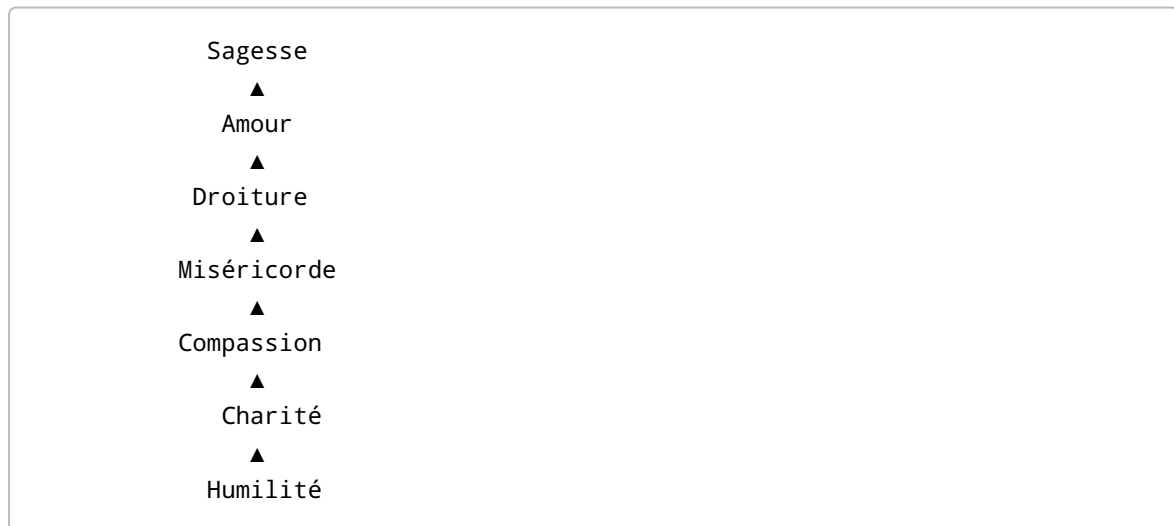 Sagesse
▲
Amour
▲
Droiture
▲
Miséricorde
▲
Compassion
▲
Charité
▲
Humilité